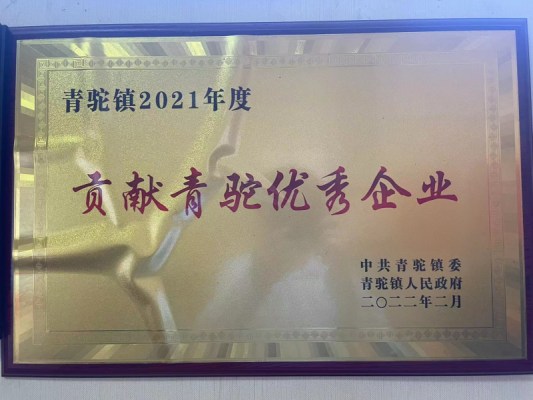 青驼镇2021年度
贡献青驼优秀企业
中共青驼镇委
青驼镇人民政府
二〇二二年二月